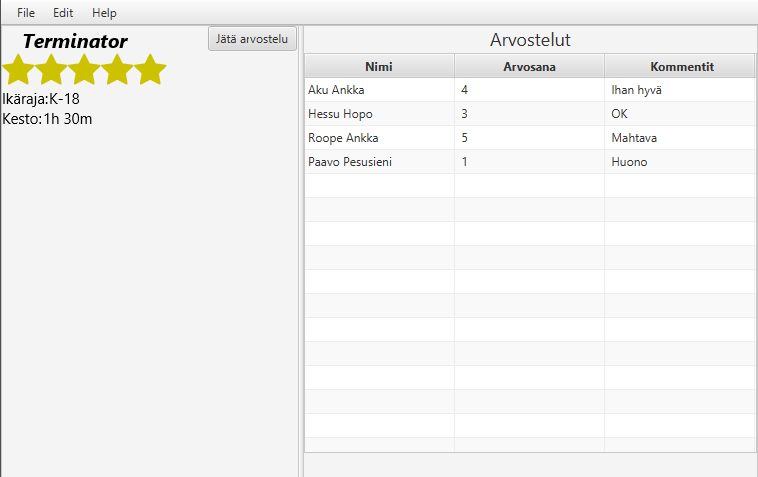 File Edit Help
Terminator
Jätä arvostelu
Ikäraja:K-18
Kesto:1h 30m
Arvostelut
Nimi Arvosana Kommentit
Aku Ankka 4 Ihan hyvä
Hessu Hopo 3 OK
Roope Ankka 5 Mahtava
Paavo Pesusieni 1 Huono